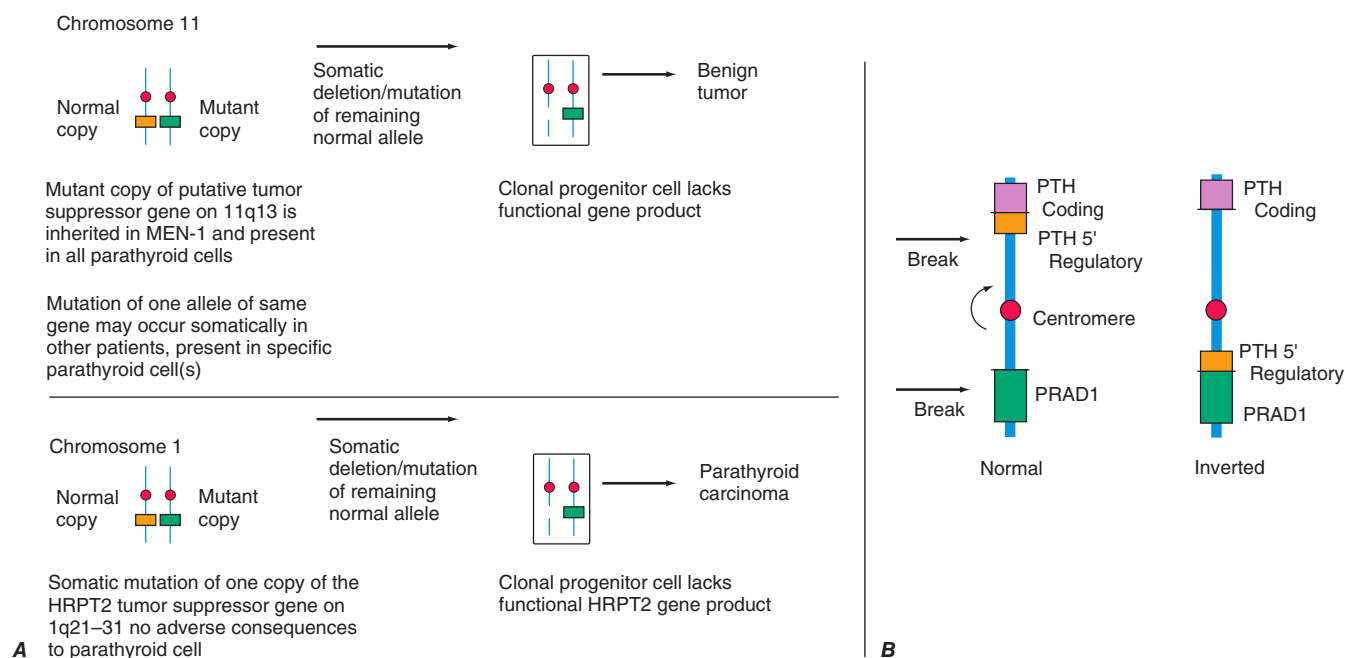 Chromosome 11
Normal
copy
Mutant
copy
Somatic
deletion/mutation
of remaining
normal allele
Benign
tumor
Mutant copy of putative tumor
suppressor gene on 11q13 is
inherited in MEN-1 and present
in all parathyroid cells
Clonal progenitor cell lacks
functional gene product
Mutation of one allele of same
gene may occur somatically in
other patients, present in specific
parathyroid cell(s)
Chromosome 1
Normal
copy
Mutant
copy
Somatic
deletion/mutation
of remaining
normal allele
Parathyroid
carcinoma
Somatic mutation of one copy of the
HRPT2 tumor suppressor gene on
1q21–31 no adverse consequences
to parathyroid cell
Clonal progenitor cell lacks
functional HRPT2 gene product
A
PTH
Coding
PTH 5'
Regulatory
Break
Centromere
Break
PRAD1
Normal
PTH
Coding
PTH 5'
Regulatory
PRAD1
Inverted
B